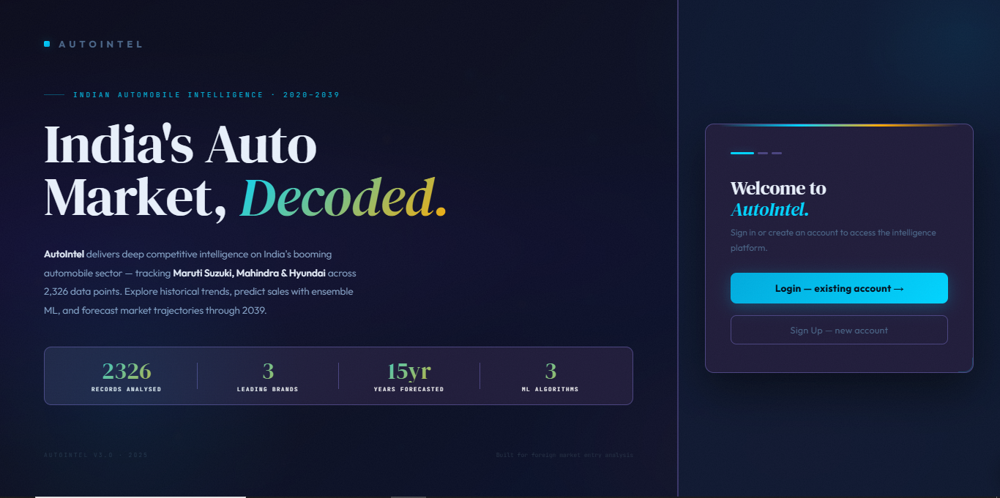 AUTOINTEL
INDIAN AUTOMOBILE INTELLIGENCE · 2020–2039
India's Auto
Market, Decoded.
AutoIntel delivers deep competitive intelligence on India's booming
automobile sector — tracking Maruti Suzuki, Mahindra & Hyundai across
2,326 data points. Explore historical trends, predict sales with ensemble
ML, and forecast market trajectories through 2039.
2326
RECORDS ANALYSED
3
LEADING BRANDS
15yr
YEARS FORECASTED
3
ML ALGORITHMS
AUTOINTEL V3.0 · 2025
Built for foreign market entry analysis
Welcome to
AutoIntel.
Sign in or create an account to access the intelligence
platform.
Login — existing account →
Sign Up — new account